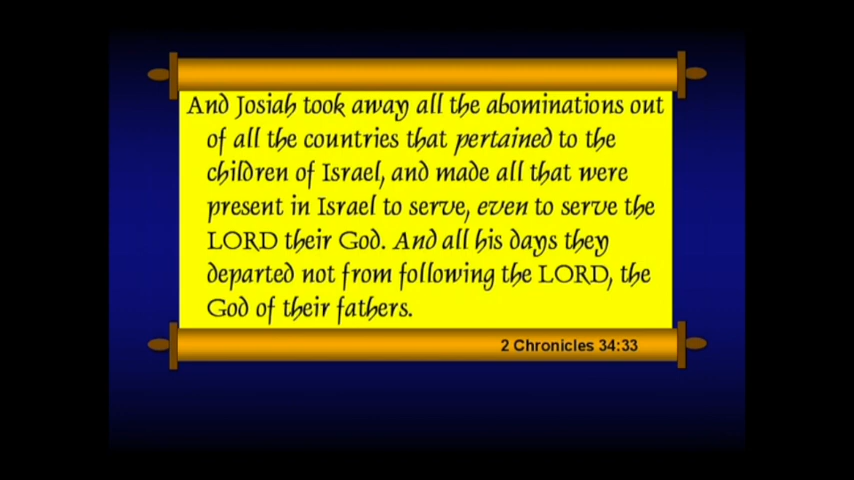 And Josiah took away all the abominations out
of all the countries that pertained to the
children of Israel, and made all that were
present in Israel to serve, even to serve the
LORD their God. And all his days they
departed not from following the LORD, the
God of their fathers.
2 Chronicles 34:33